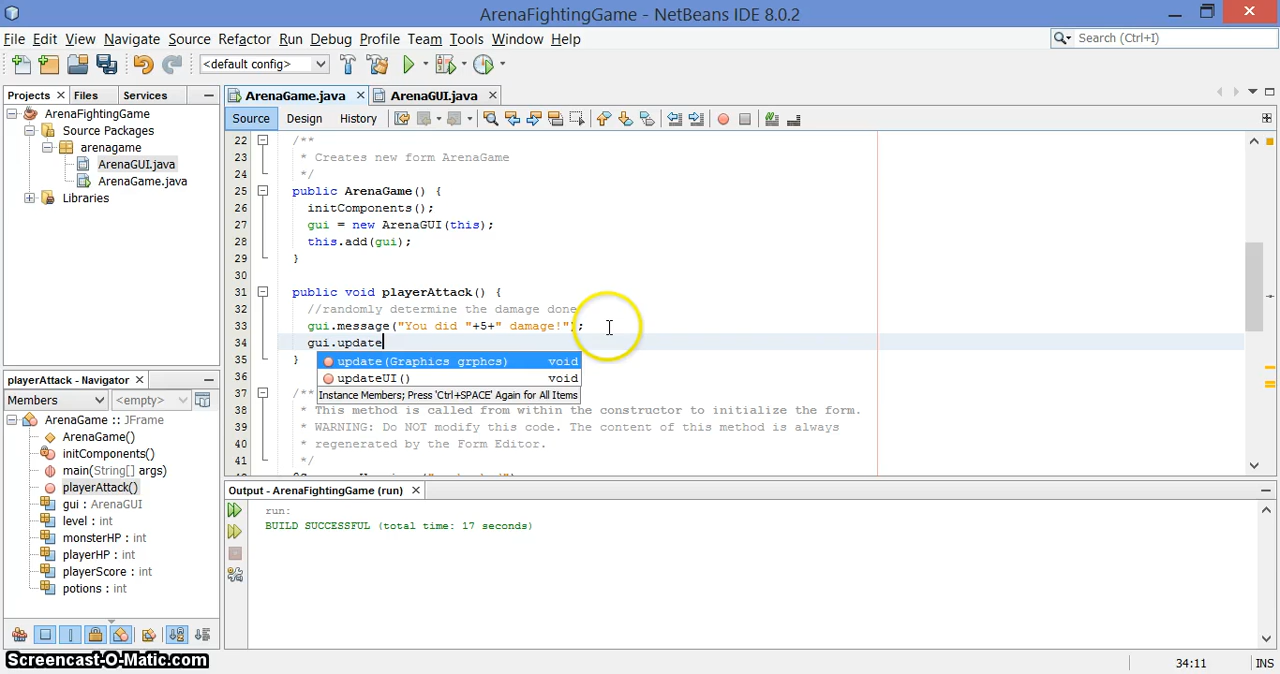 ArenaFightingGame - NetBeans IDE 8.0.2
File Edit View Navigate Source Refactor Run Debug Profile Team Tools Window Help
Search (Ctrl+I)
<default config>
Projects Files Services
ArenaGame.java ArenaGUI.java
ArenaFightingGame
Source Packages
arenagame
ArenaGUI.java
ArenaGame.java
Libraries
Source Design History
22 /**
23 * Creates new form ArenaGame
24 */
25 public ArenaGame() {
26 initComponents();
27 gui = new ArenaGUI(this);
28 this.add(gui);
29 }
30
31 public void playerAttack() {
32 //randomly determine the damage done
33 gui.message("You did "+5+" damage!");
34 gui.update
35 }
update(Graphics grphcs) void
updateUI() void
Instance Members; Press 'Ctrl+SPACE' Again for All Items
36
37 /**
38 * This method is called from within the constructor to initialize the form.
39 * WARNING: Do NOT modify this code. The content of this method is always
40 * regenerated by the Form Editor.
41 */
playerAttack - Navigator
Members <empty>
ArenaGame :: JFrame
ArenaGame()
initComponents()
main(String[] args)
playerAttack()
gui : ArenaGUI
level : int
monsterHP : int
playerHP : int
playerScore : int
potions : int
Output - ArenaFightingGame (run)
run:
BUILD SUCCESSFUL (total time: 17 seconds)
Screencast-O-Matic.com
34:11 INS